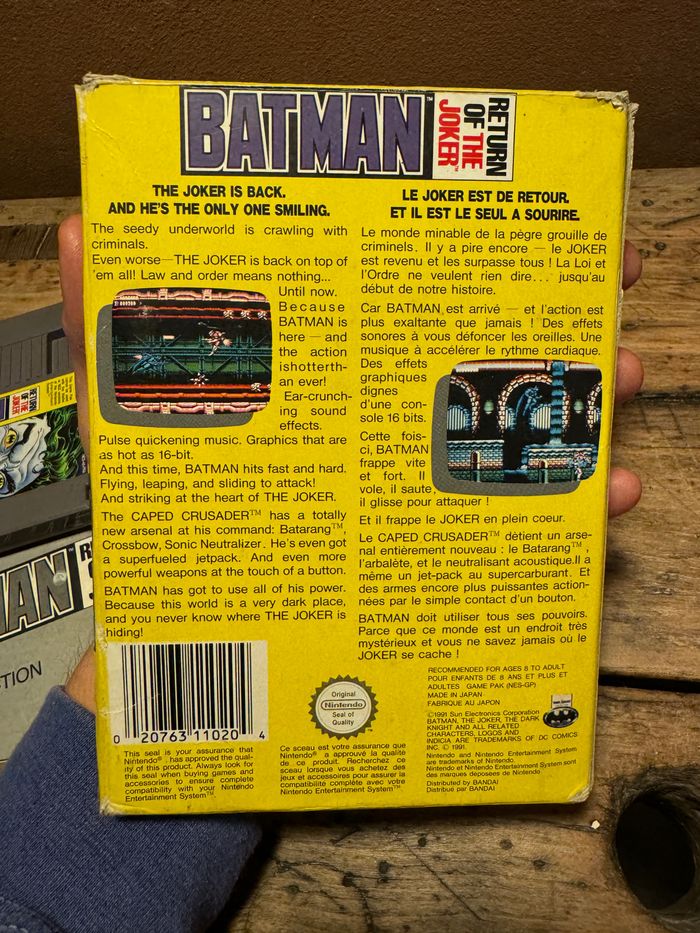 BATMAN™
RETURN
OF THE
JOKER™
THE JOKER IS BACK.
AND HE'S THE ONLY ONE SMILING.
The seedy underworld is crawling with
criminals.
Even worse—THE JOKER is back on top of
'em all! Law and order means nothing...
Until now.
Because
BATMAN is
here — and
the action
ishotterth-
an ever!
Ear-crunch-
ing sound
effects.
Pulse quickening music. Graphics that are
as hot as 16-bit.
And this time, BATMAN hits fast and hard.
Flying, leaping, and sliding to attack!
And striking at the heart of THE JOKER.
The CAPED CRUSADER™ has a totally
new arsenal at his command: Batarang™,
Crossbow, Sonic Neutralizer. He's even got
a superfueled jetpack. And even more
powerful weapons at the touch of a button.
BATMAN has got to use all of his power.
Because this world is a very dark place,
and you never know where THE JOKER is
hiding!
LE JOKER EST DE RETOUR.
ET IL EST LE SEUL A SOURIRE.
Le monde minable de la pègre grouille de
criminels. Il y a pire encore — le JOKER
est revenu et les surpasse tous ! La Loi et
l'Ordre ne veulent rien dire... jusqu'au
début de notre histoire.
Car BATMAN est arrivé — et l'action est
plus exaltante que jamais ! Des effets
sonores à vous défoncer les oreilles. Une
musique à accélérer le rythme cardiaque.
Des effets
graphiques
dignes
d'une con-
sole 16 bits.
Cette fois-
ci, BATMAN
frappe vite
et fort. Il
vole, il saute,
il glisse pour attaquer !
Et il frappe le JOKER en plein coeur.
Le CAPED CRUSADER™ détient un arse-
nal entièrement nouveau : le Batarang™,
l'arbalète, et le neutralisant acoustique.Il a
même un jet-pack au supercarburant. Et
des armes encore plus puissantes action-
nées par le simple contact d'un bouton.
BATMAN doit utiliser tous ses pouvoirs.
Parce que ce monde est un endroit très
mystérieux et vous ne savez jamais où le
JOKER se cache !
0 20763 11020 4
This seal is your assurance that
Nintendo® has approved the qual-
ity of this product. Always look for
this seal when buying games and
accessories to ensure complete
compatibility with your Nintendo
Entertainment System™.
Original
Nintendo
Seal of
Quality
Ce sceau est votre assurance que
Nintendo® a approuvé la qualité
de ce produit. Recherchez ce
sceau lorsque vous achetez des
jeux et accessoires pour assurer la
compatibilité complète avec votre
Nintendo Entertainment System™.
RECOMMENDED FOR AGES 8 TO ADULT
POUR ENFANTS DE 8 ANS ET PLUS ET
ADULTES GAME PAK (NES-GP)
MADE IN JAPAN
FABRIQUE AU JAPON
©1991 Sun Electronics Corporation
BATMAN, THE JOKER, THE DARK
KNIGHT AND ALL RELATED
CHARACTERS, LOGOS AND
INDICIA ARE TRADEMARKS OF DC COMICS
INC. © 1991.
Nintendo and Nintendo Entertainment System
are trademarks of Nintendo.
Nintendo et Nintendo Entertainment System sont
des marques deposees de Nintendo
Distributed by BANDAI
Distribue par BANDAI
RETURN
OF THE
JOKER
MAN
TION